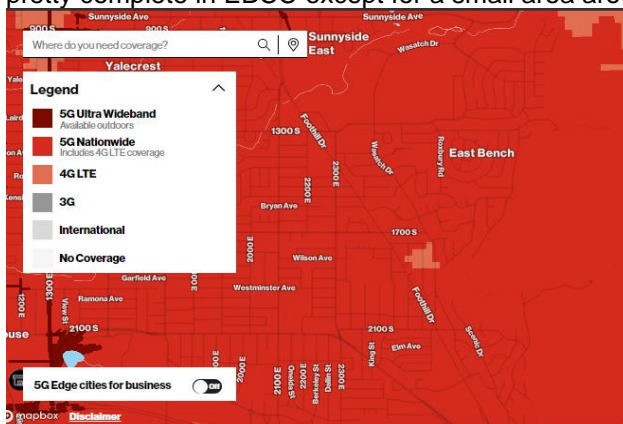 pretty complete in EBCC except for a small area
Sunnyside Ave
Sunnyside Ave
900 S
900 S
Where do you need coverage?
Sunnyside
East
Wasatch Dr
Yalecrest
Legend
5G Ultra Wideband
Available outdoors
5G Nationwide
Includes 4G LTE coverage
4G LTE
3G
International
No Coverage
1300 S
Foothill Dr
Wasatch Dr
Roxbury Rd
East Bench
2300 E
2200 E
Bryan Ave
1700 S
2000 E
Wilson Ave
Garfield Ave
Westminster Ave
1300 E
1200 E
View St
Ramona Ave
Foothill Dr
Scenic Dr
2100 S
2100 S
King St
Elm Ave
2000 E
2100 E
Oneida St
2200 E
Berkeley St
Dallin St
2300 E
5G Edge cities for business
Off
mapbox
Disclaimer